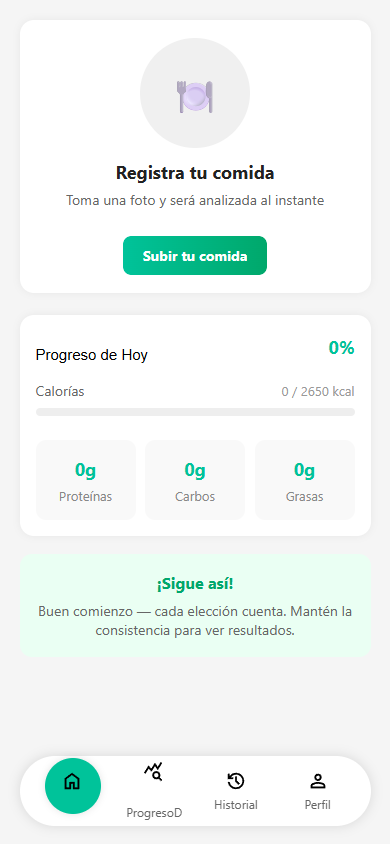 Registra tu comida
Toma una foto y será analizada al instante
Subir tu comida
Progreso de Hoy
0%
Calorías
0 / 2650 kcal
0g
0g
0g
Proteínas
Carbos
Grasas
¡Sigue así!
Buen comienzo — cada elección cuenta. Mantén la
consistencia para ver resultados.
ProgresoD
Historial
Perfil